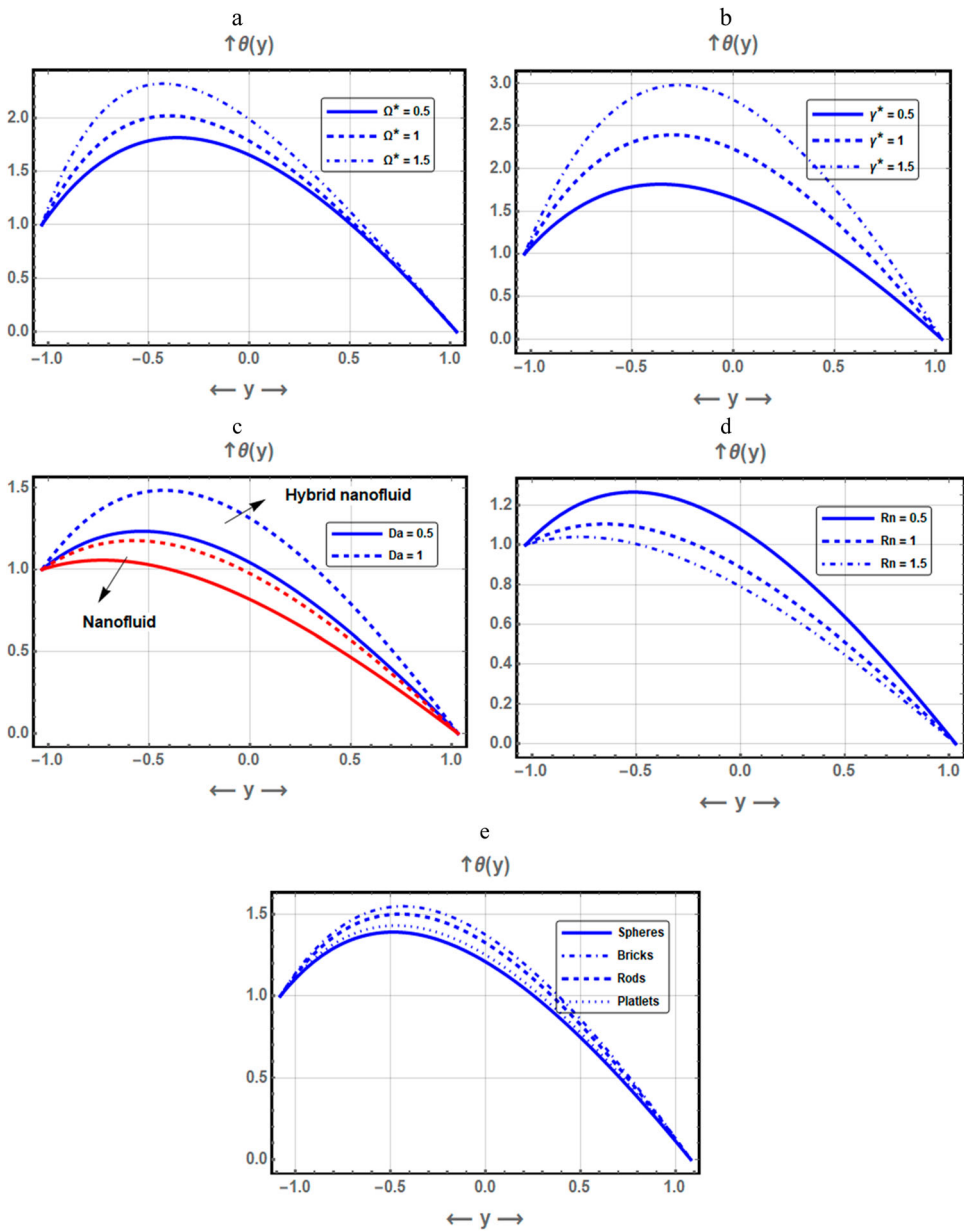 a
↑θ(y)
Ω* = 0.5
Ω* = 1
Ω* = 1.5
2.0
1.5
1.0
0.5
0.0
−1.0 −0.5 0.0 0.5 1.0
⟵ y ⟶
b
↑θ(y)
γ* = 0.5
γ* = 1
γ* = 1.5
3.0
2.5
2.0
1.5
1.0
0.5
0.0
−1.0 −0.5 0.0 0.5 1.0
⟵ y ⟶
c
↑θ(y)
Hybrid nanofluid
Da = 0.5
Da = 1
Nanofluid
1.5
1.0
0.5
0.0
−1.0 −0.5 0.0 0.5 1.0
⟵ y ⟶
d
↑θ(y)
Rn = 0.5
Rn = 1
Rn = 1.5
1.2
1.0
0.8
0.6
0.4
0.2
0.0
−1.0 −0.5 0.0 0.5 1.0
⟵ y ⟶
e
↑θ(y)
Spheres
Bricks
Rods
Platlets
1.5
1.0
0.5
0.0
−1.0 −0.5 0.0 0.5 1.0
⟵ y ⟶